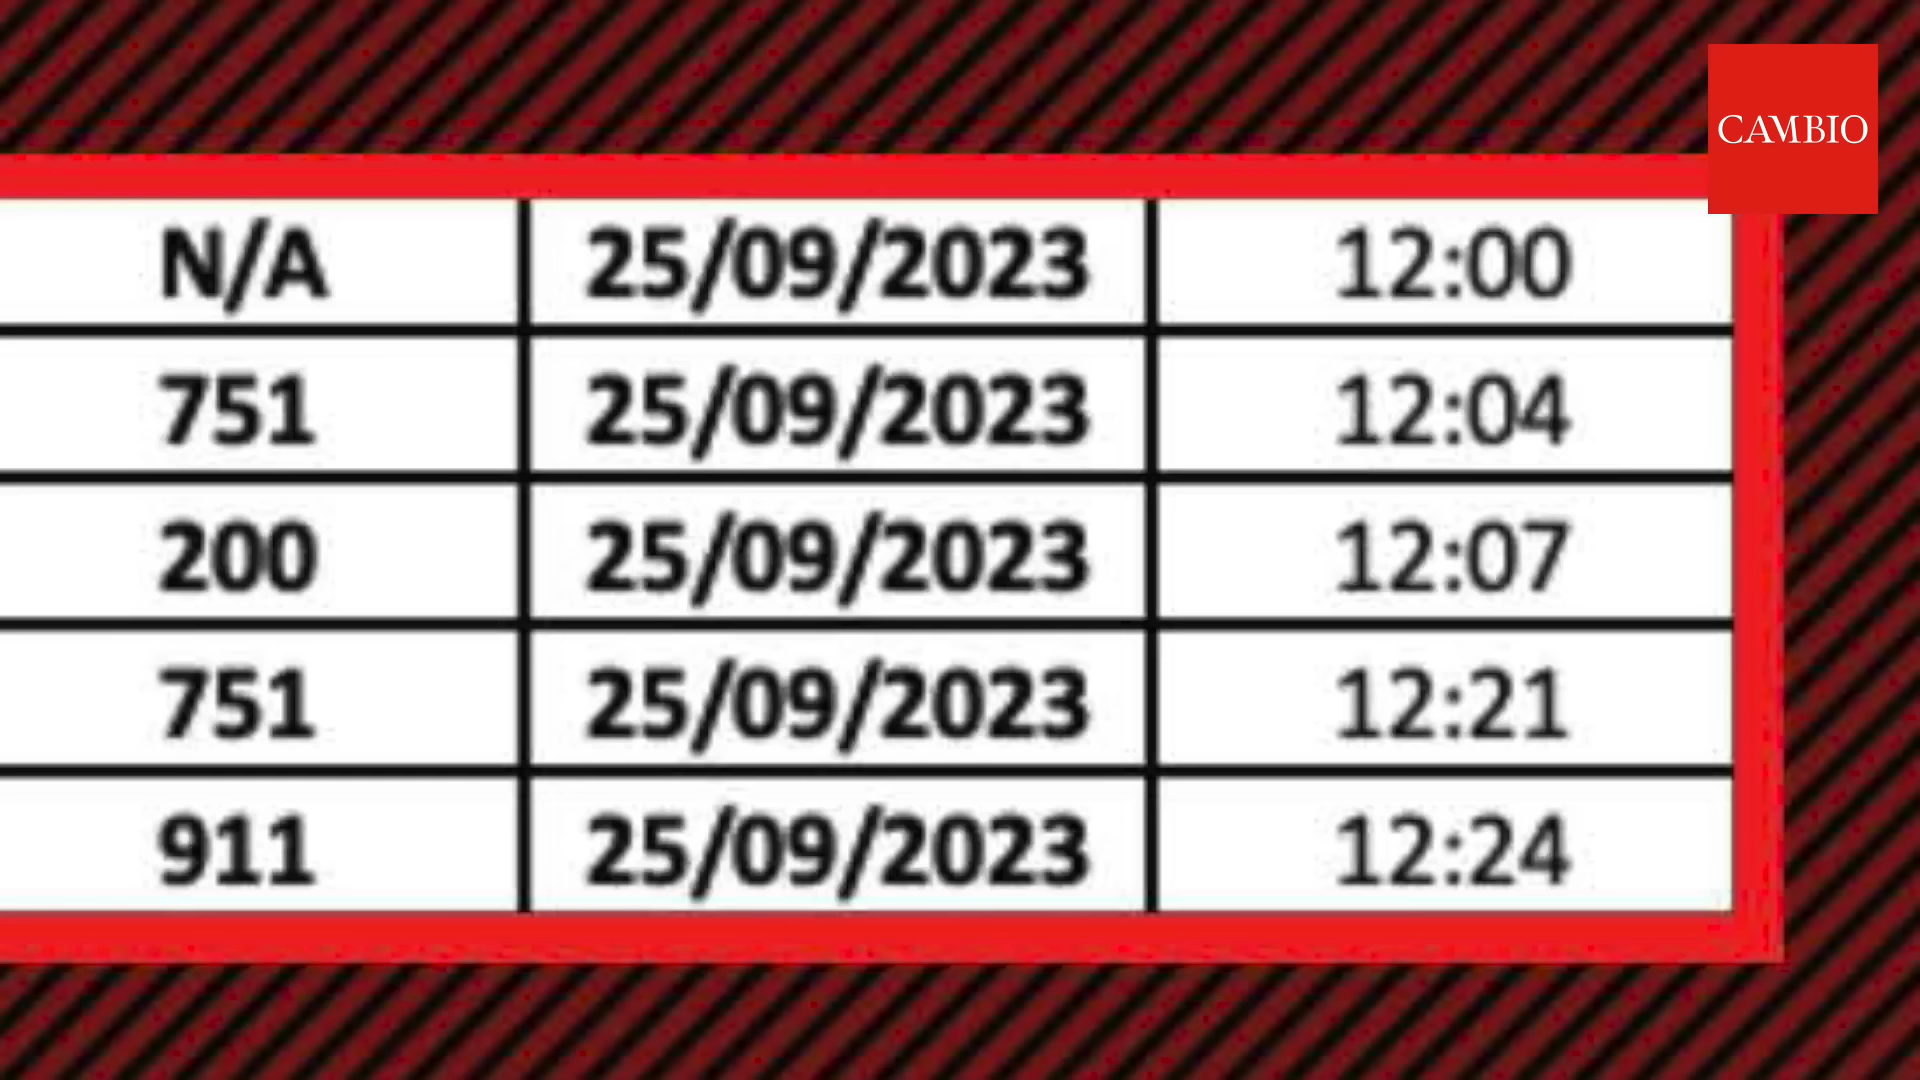 CAMBIO
N/A 25/09/2023 12:00
751 25/09/2023 12:04
200 25/09/2023 12:07
751 25/09/2023 12:21
911 25/09/2023 12:24